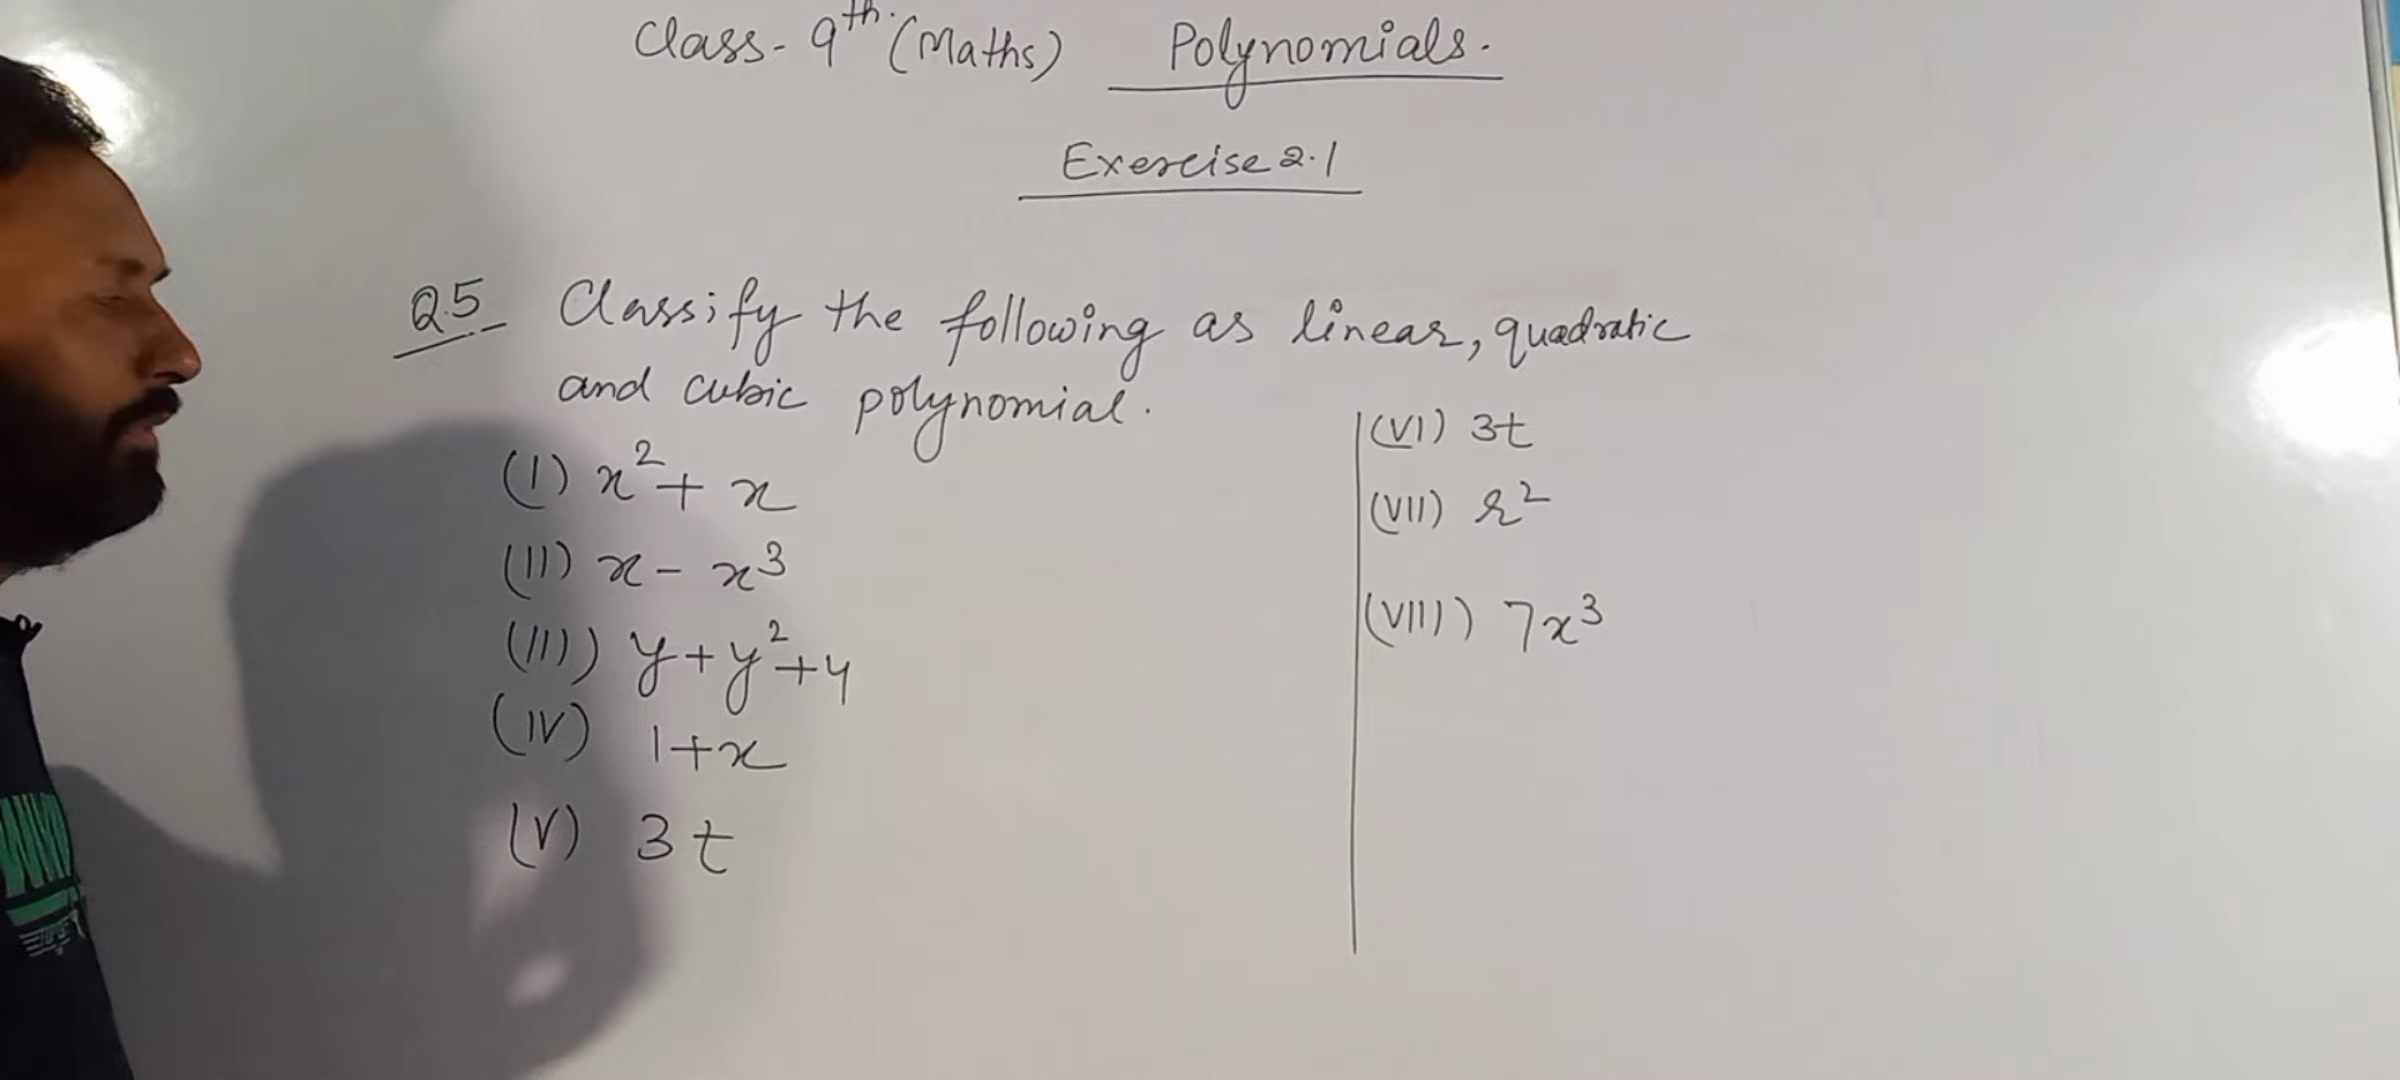 Class-9th. (Maths) Polynomials.
Exercise 2.1
Q.5 Classify the following as linear, quadratic
and cubic polynomial.
(I) x²+ x
(II) x - x³
(III) y+y²+4
(IV) 1+x
(V) 3t
(VI) 3t
(VII) r²
(VIII) 7x³